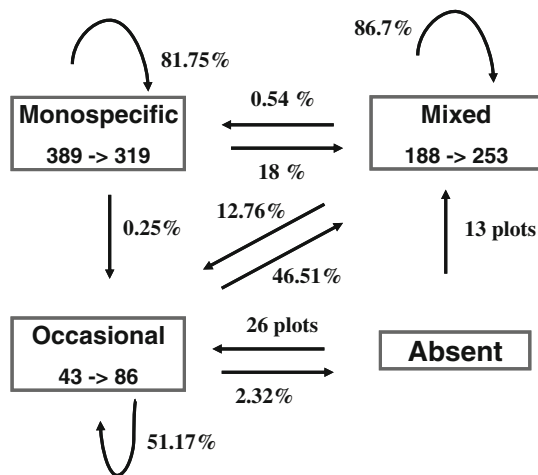 81.75%
86.7%
Monospecific
389 -> 319
0.54 %
18 %
Mixed
188 -> 253
0.25%
12.76%
46.51%
13 plots
Occasional
43 -> 86
26 plots
2.32%
Absent
51.17%